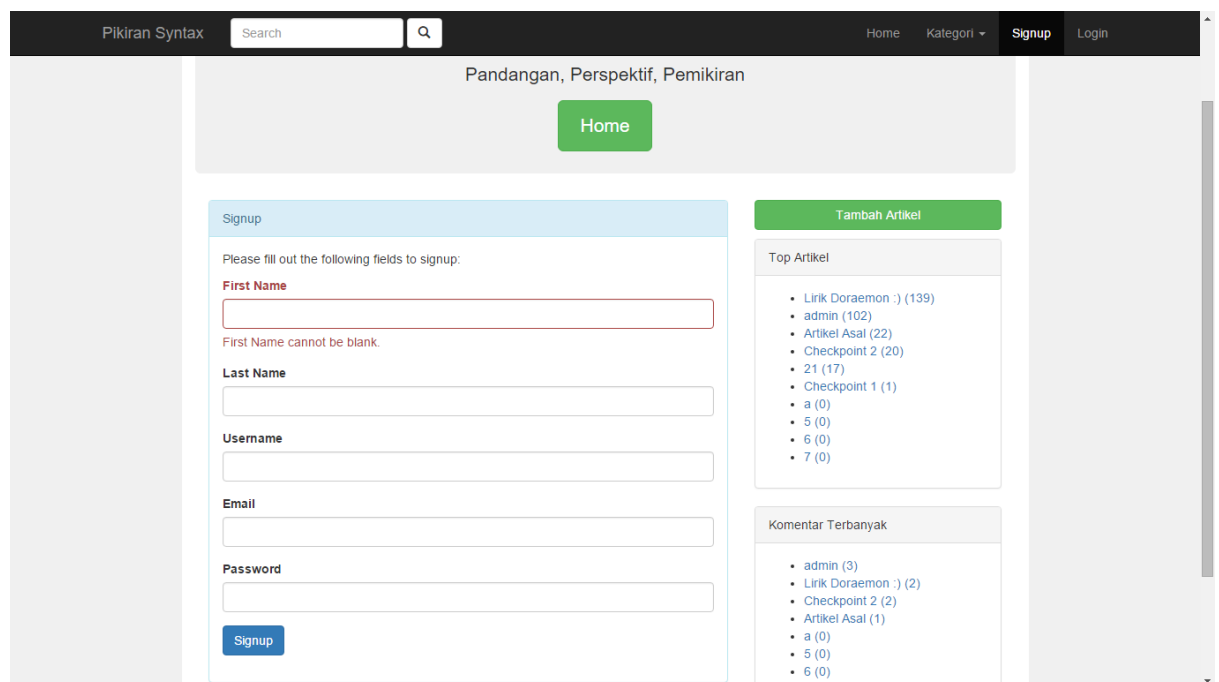 Pikiran Syntax Search Home Kategori Signup Login
Pandangan, Perspektif, Pemikiran
Home
Signup
Please fill out the following fields to signup:
First Name
First Name cannot be blank.
Last Name
Username
Email
Password
Signup
Tambah Artikel
Top Artikel
Lirik Doraemon :) (139)
admin (102)
Artikel Asal (22)
Checkpoint 2 (20)
21 (17)
Checkpoint 1 (1)
a (0)
5 (0)
6 (0)
7 (0)
Komentar Terbanyak
admin (3)
Lirik Doraemon :) (2)
Checkpoint 2 (2)
Artikel Asal (1)
a (0)
5 (0)
6 (0)